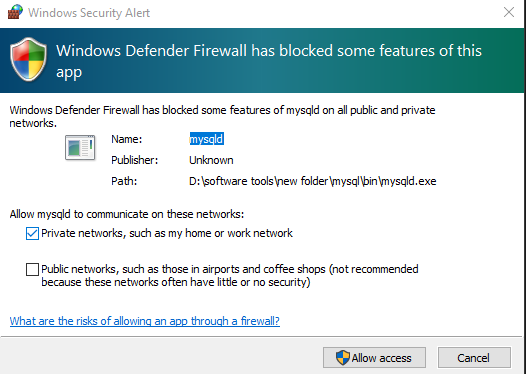 Windows Security Alert
Windows Defender Firewall has blocked some features of this
app
Windows Defender Firewall has blocked some features of mysqld on all public and private
networks.
Name: mysqld
Publisher: Unknown
Path: D:\software tools\new folder\mysql\bin\mysqld.exe
Allow mysqld to communicate on these networks:
Private networks, such as my home or work network
Public networks, such as those in airports and coffee shops (not recommended
because these networks often have little or no security)
What are the risks of allowing an app through a firewall?
Allow access Cancel